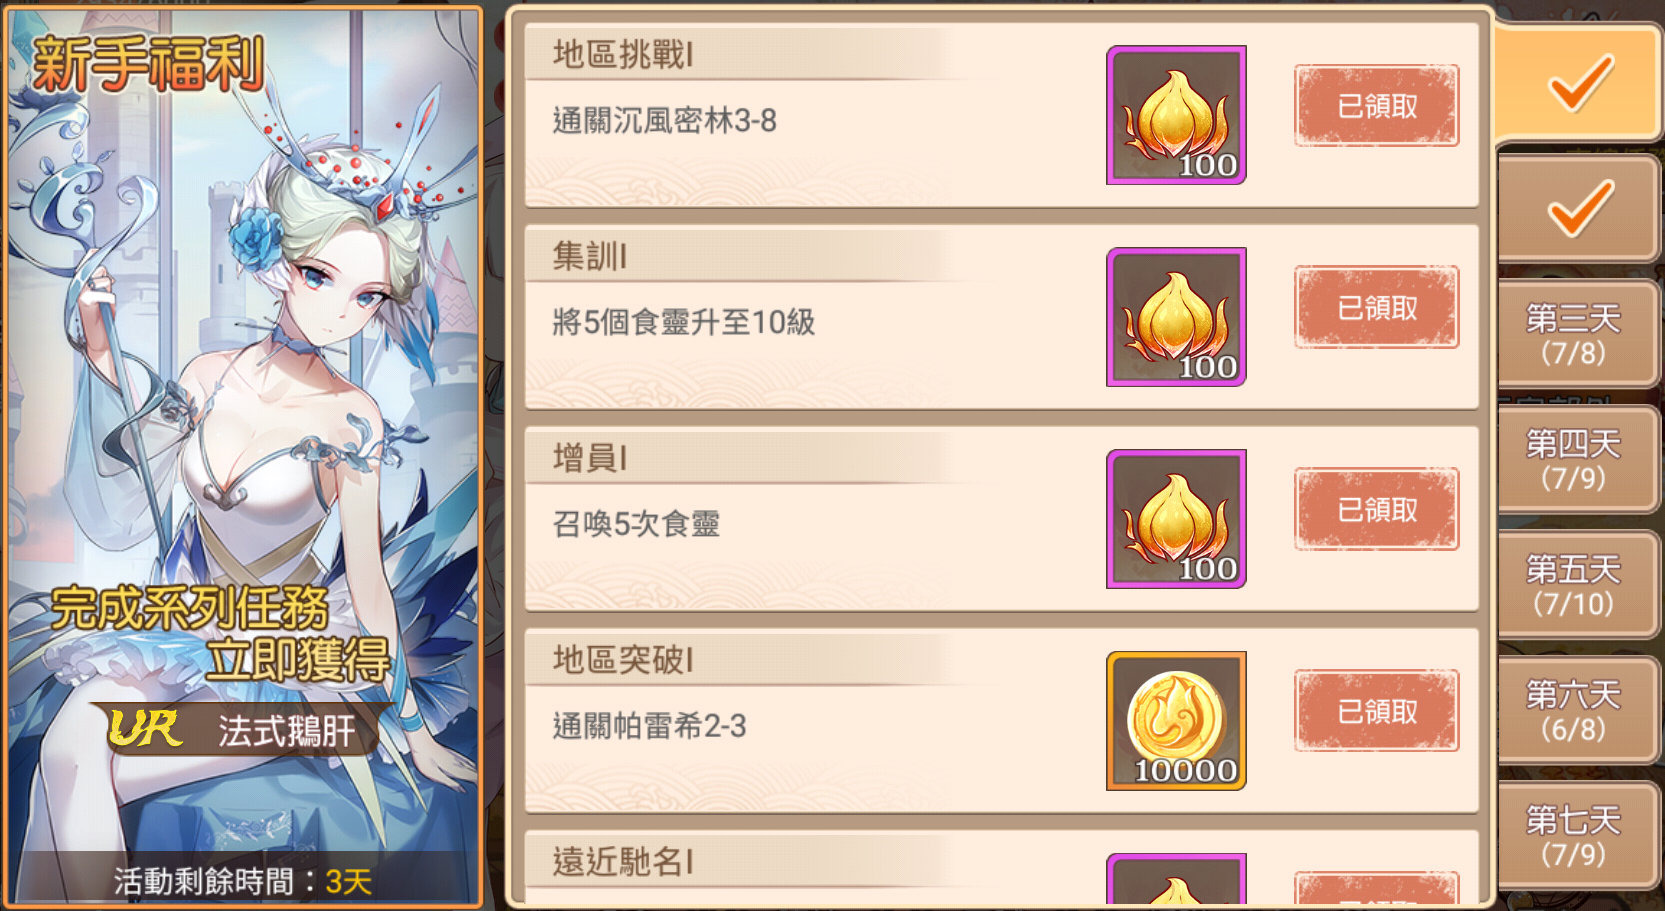 新手福利
完成系列任務
立即獲得
UR 法式鵝肝
活動剩餘時間：3天
地區挑戰I
通關沉風密林3-8
100
已領取
集訓I
將5個食靈升至10級
100
已領取
增員I
召喚5次食靈
100
已領取
地區突破I
通關帕雷希2-3
10000
已領取
遠近馳名I
第三天
(7/8)
第四天
(7/9)
第五天
(7/10)
第六天
(6/8)
第七天
(7/9)